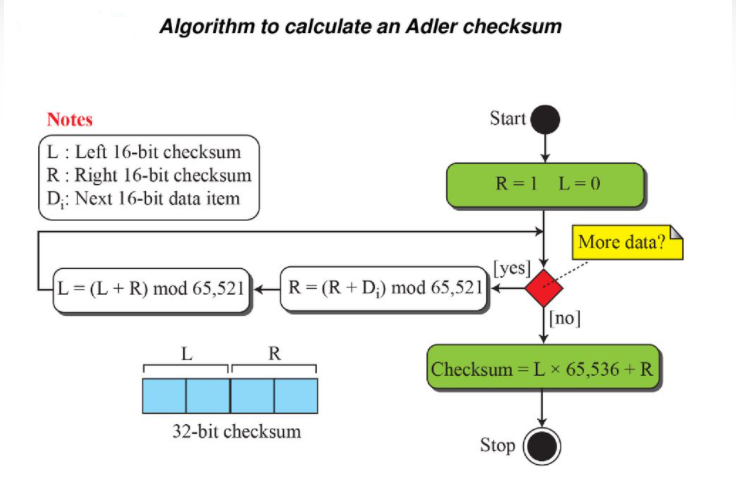 Algorithm to calculate an Adler checksum
Notes
L : Left 16-bit checksum
R : Right 16-bit checksum
Dᵢ: Next 16-bit data item
Start
R = 1 L = 0
More data?
[yes]
L = (L + R) mod 65,521
R = (R + Dᵢ) mod 65,521
[no]
L R
32-bit checksum
Checksum = L × 65,536 + R
Stop